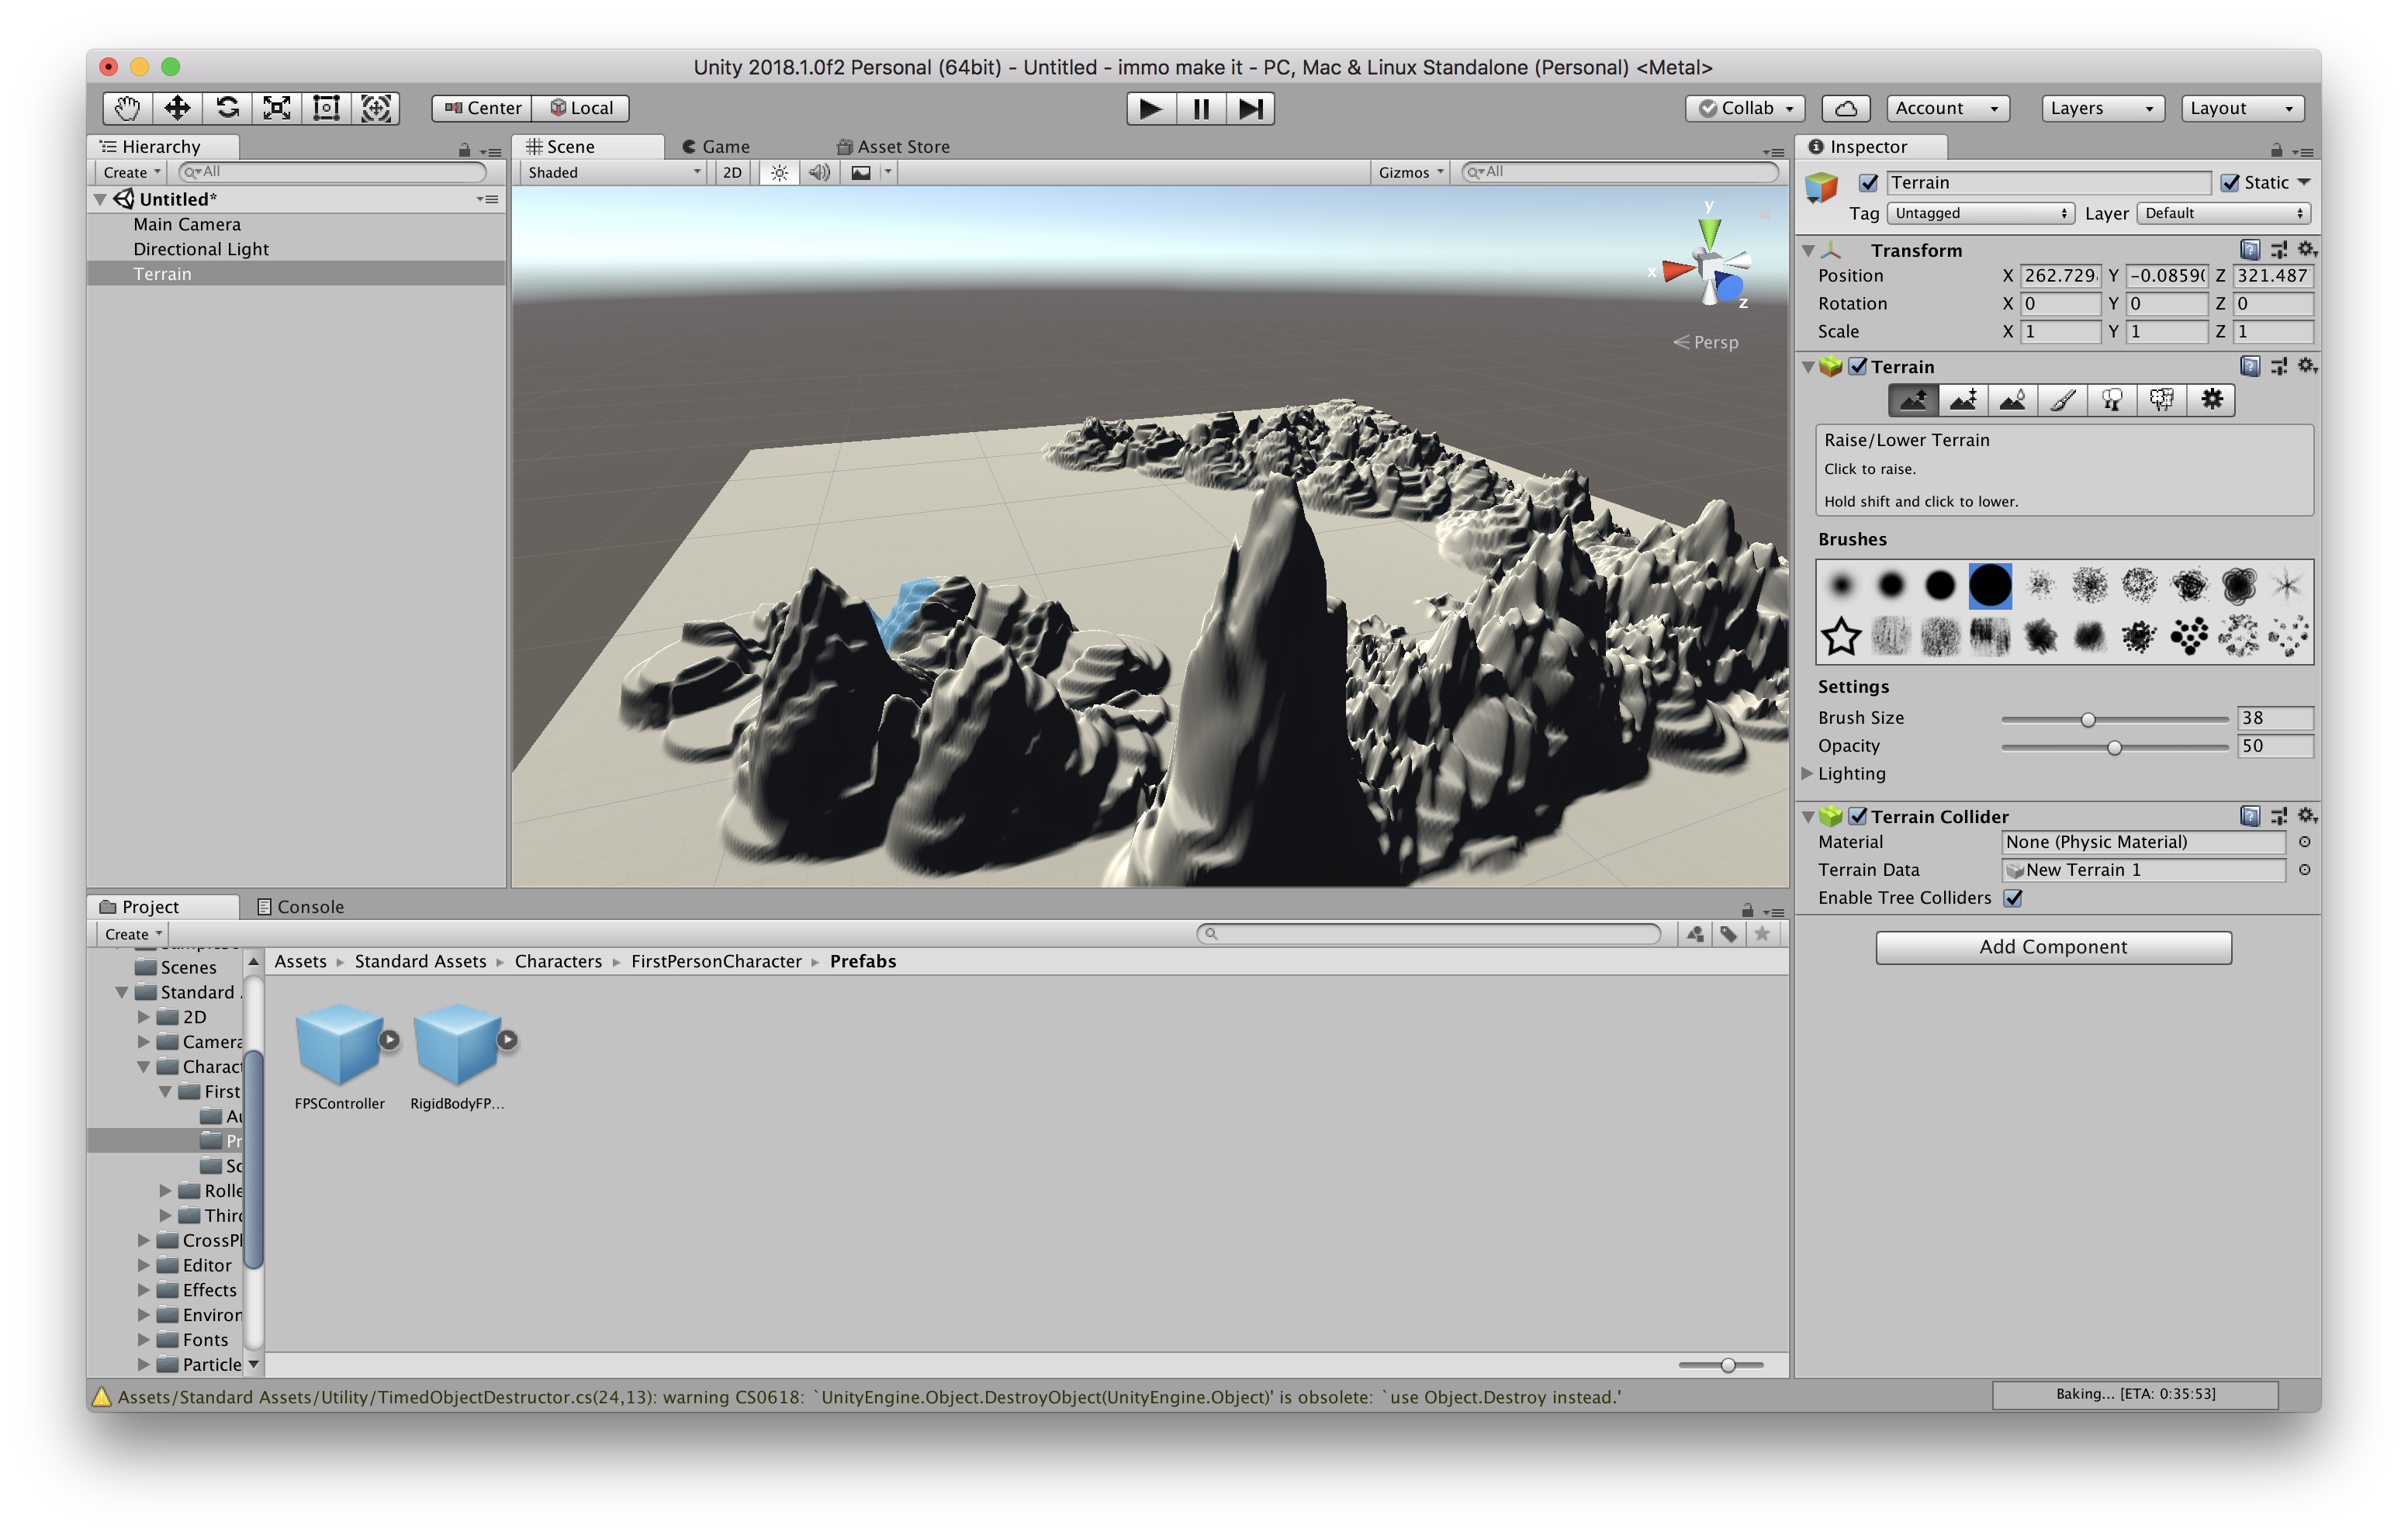 Unity 2018.1.0f2 Personal (64bit) - Untitled - immo make it - PC, Mac & Linux Standalone (Personal) <Metal>
Center Local Collab Account Layers Layout
Hierarchy
Create All
Untitled*
Main Camera
Directional Light
Terrain
Scene Game Asset Store
Shaded 2D Gizmos All
y
x
z
Persp
Inspector
Terrain Static
Tag Untagged Layer Default
Transform
Position X 262.729 Y -0.0859 Z 321.487
Rotation X 0 Y 0 Z 0
Scale X 1 Y 1 Z 1
Terrain
Raise/Lower Terrain
Click to raise.
Hold shift and click to lower.
Brushes
Settings
Brush Size 38
Opacity 50
Lighting
Terrain Collider
Material None (Physic Material)
Terrain Data New Terrain 1
Enable Tree Colliders
Add Component
Project Console
Create
Scenes
Standard
2D
Camera
Charac
First
Au
Pr
Sc
Rolle
Third
CrossPl
Editor
Effects
Environ
Fonts
Particle
Assets Standard Assets Characters FirstPersonCharacter Prefabs
FPSController RigidBodyFP...
Assets/Standard Assets/Utility/TimedObjectDestructor.cs(24,13): warning CS0618: `UnityEngine.Object.DestroyObject(UnityEngine.Object)' is obsolete: `use Object.Destroy instead.'
Baking... [ETA: 0:35:53]